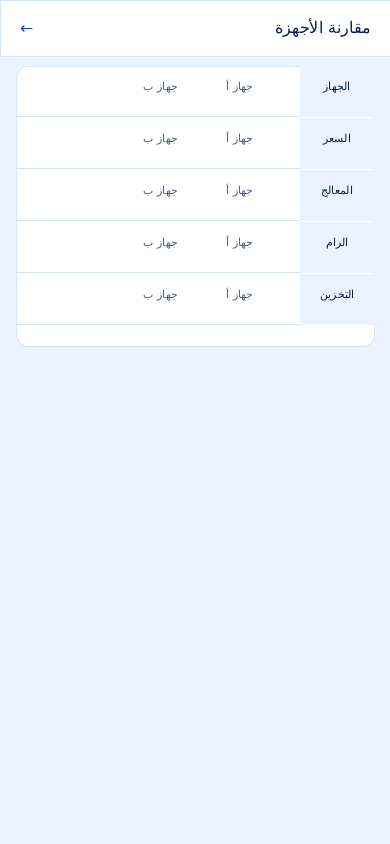 مقارنة الأجهزة ←
الجهاز جهاز أ جهاز ب
السعر جهاز أ جهاز ب
المعالج جهاز أ جهاز ب
الرام جهاز أ جهاز ب
التخزين جهاز أ جهاز ب